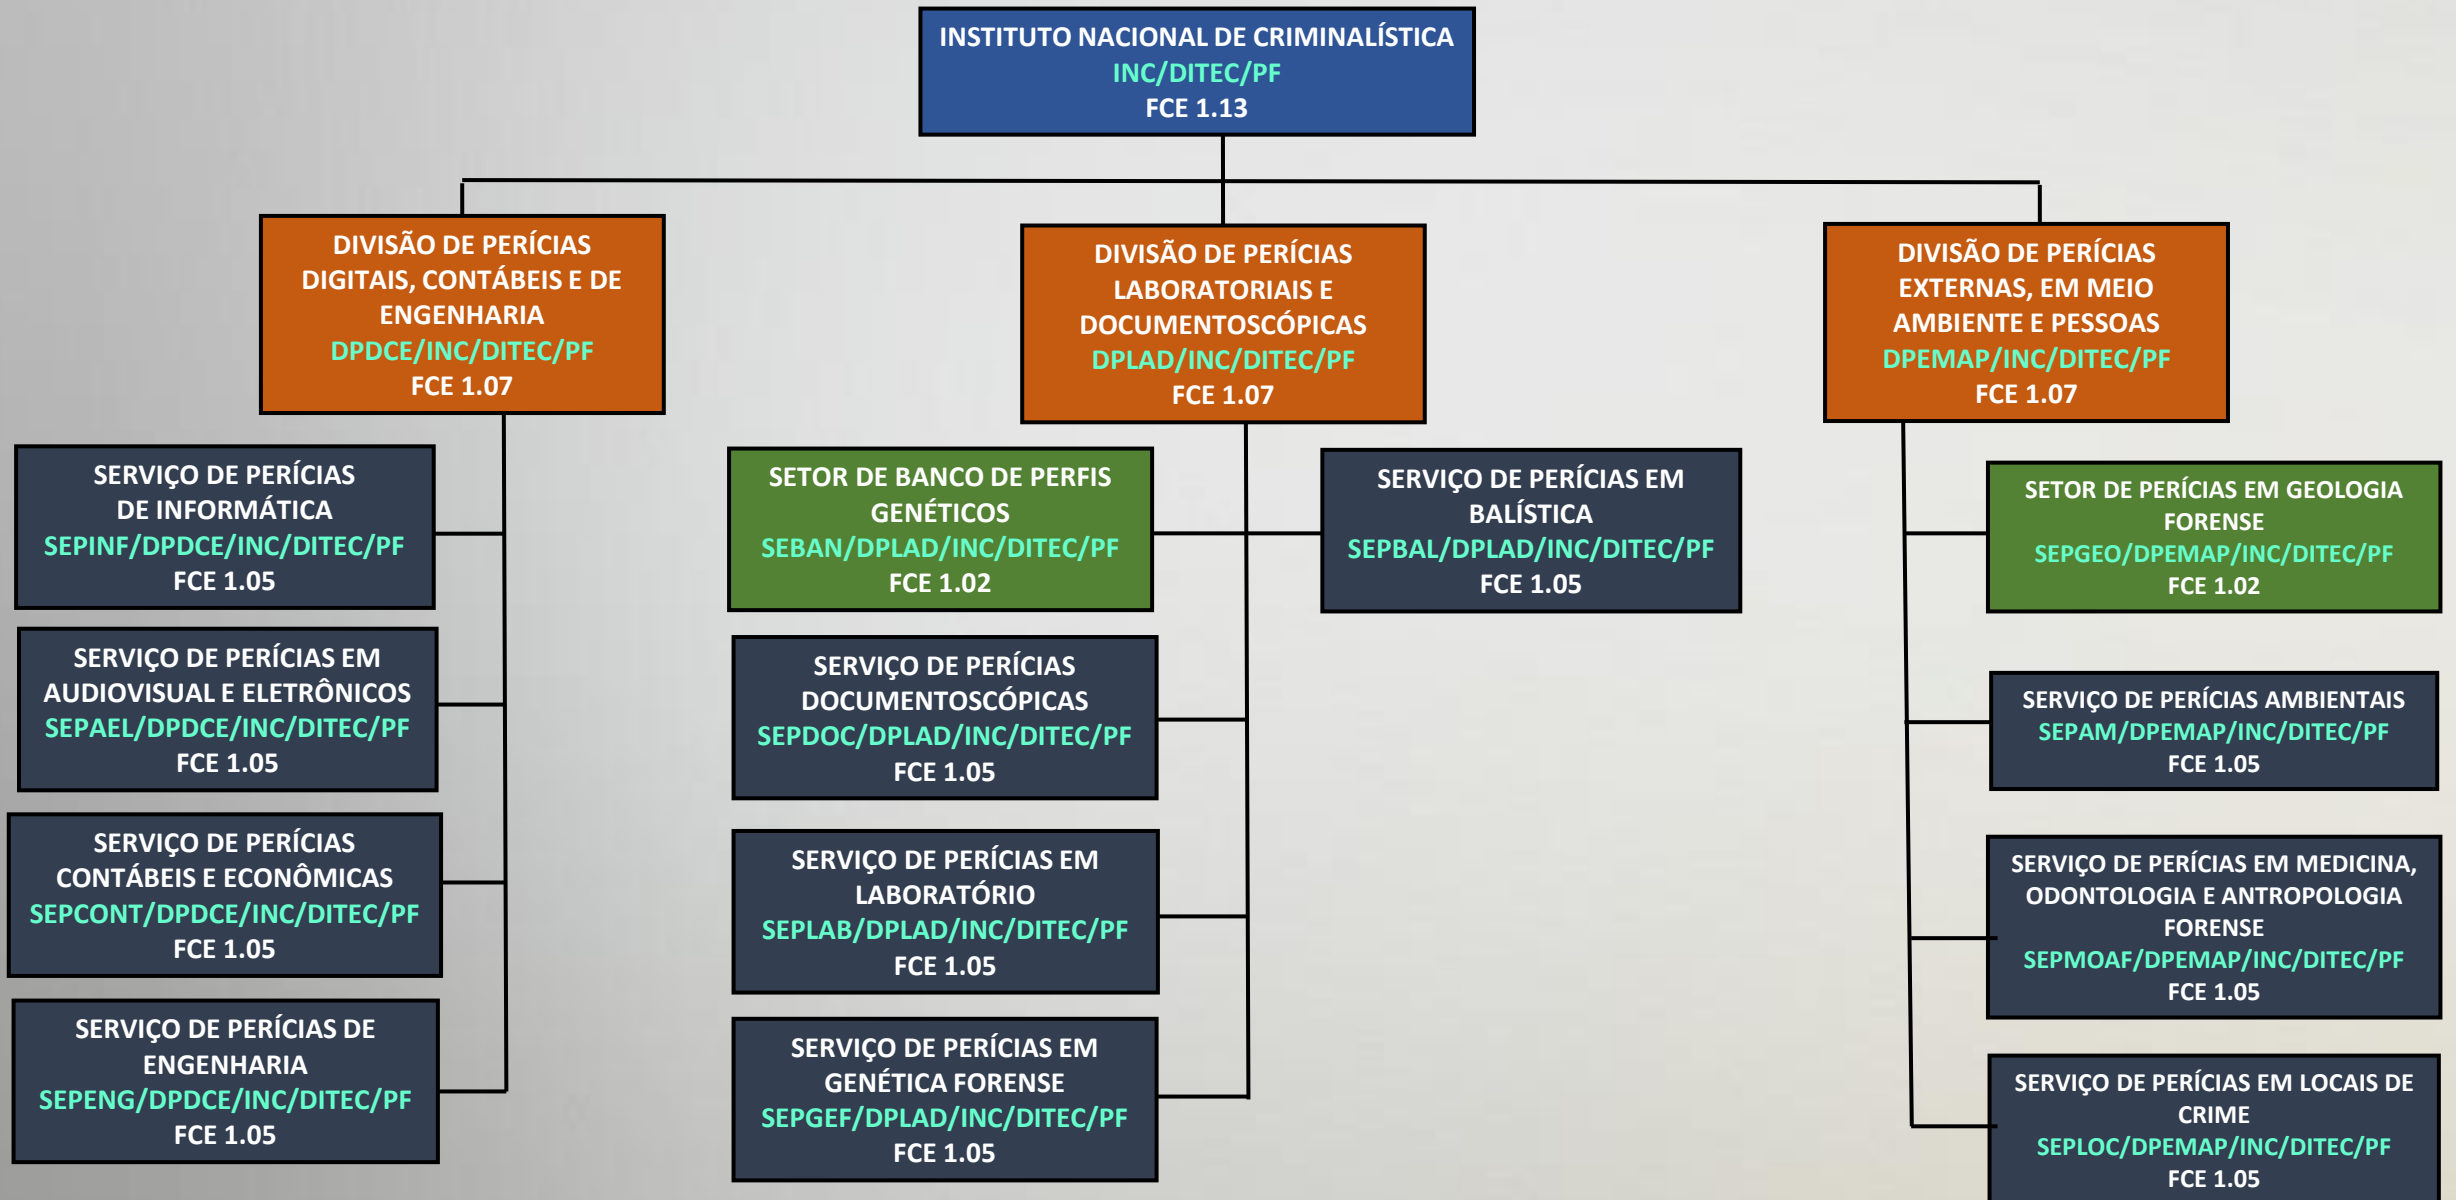 INSTITUTO NACIONAL DE CRIMINALÍSTICA
INC/DITEC/PF
FCE 1.13
DIVISÃO DE PERÍCIAS
DIGITAIS, CONTÁBEIS E DE
ENGENHARIA
DPDCE/INC/DITEC/PF
FCE 1.07
DIVISÃO DE PERÍCIAS
LABORATORIAIS E
DOCUMENTOSCÓPICAS
DPLAD/INC/DITEC/PF
FCE 1.07
DIVISÃO DE PERÍCIAS
EXTERNAS, EM MEIO
AMBIENTE E PESSOAS
DPEMAP/INC/DITEC/PF
FCE 1.07
SERVIÇO DE PERÍCIAS
DE INFORMÁTICA
SEPINF/DPDCE/INC/DITEC/PF
FCE 1.05
SERVIÇO DE PERÍCIAS EM
AUDIOVISUAL E ELETRÔNICOS
SEPAEL/DPDCE/INC/DITEC/PF
FCE 1.05
SERVIÇO DE PERÍCIAS
CONTÁBEIS E ECONÔMICAS
SEPCONT/DPDCE/INC/DITEC/PF
FCE 1.05
SERVIÇO DE PERÍCIAS DE
ENGENHARIA
SEPENG/DPDCE/INC/DITEC/PF
FCE 1.05
SETOR DE BANCO DE PERFIS
GENÉTICOS
SEBAN/DPLAD/INC/DITEC/PF
FCE 1.02
SERVIÇO DE PERÍCIAS EM
BALÍSTICA
SEPBAL/DPLAD/INC/DITEC/PF
FCE 1.05
SERVIÇO DE PERÍCIAS
DOCUMENTOSCÓPICAS
SEPDOC/DPLAD/INC/DITEC/PF
FCE 1.05
SERVIÇO DE PERÍCIAS EM
LABORATÓRIO
SEPLAB/DPLAD/INC/DITEC/PF
FCE 1.05
SERVIÇO DE PERÍCIAS EM
GENÉTICA FORENSE
SEPGEF/DPLAD/INC/DITEC/PF
FCE 1.05
SETOR DE PERÍCIAS EM GEOLOGIA
FORENSE
SEPGEO/DPEMAP/INC/DITEC/PF
FCE 1.02
SERVIÇO DE PERÍCIAS AMBIENTAIS
SEPAM/DPEMAP/INC/DITEC/PF
FCE 1.05
SERVIÇO DE PERÍCIAS EM MEDICINA,
ODONTOLOGIA E ANTROPOLOGIA
FORENSE
SEPMOAF/DPEMAP/INC/DITEC/PF
FCE 1.05
SERVIÇO DE PERÍCIAS EM LOCAIS DE
CRIME
SEPLOC/DPEMAP/INC/DITEC/PF
FCE 1.05